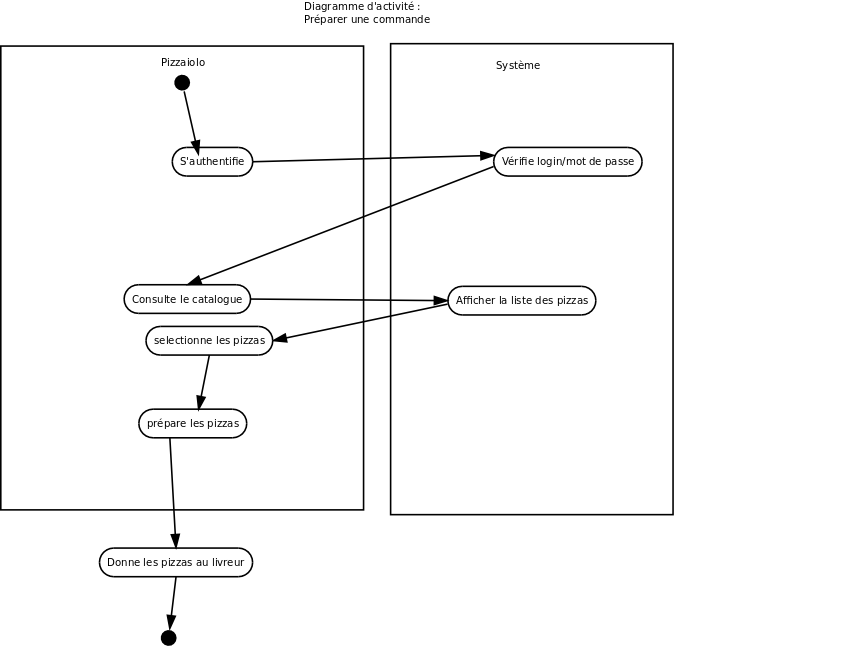 Diagramme d'activité :
Préparer une commande
Pizzaiolo
Système
S'authentifie
Vérifie login/mot de passe
Consulte le catalogue
Afficher la liste des pizzas
selectionne les pizzas
prépare les pizzas
Donne les pizzas au livreur